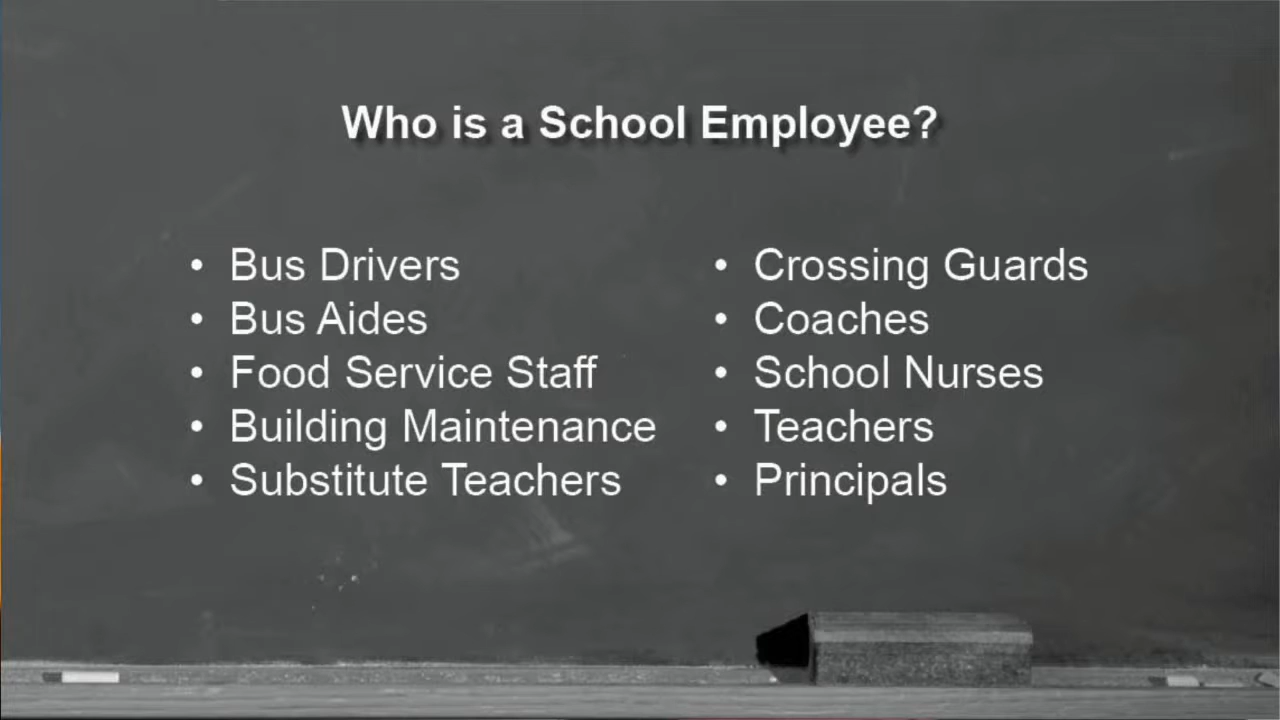 Who is a School Employee?
• Bus Drivers
• Bus Aides
• Food Service Staff
• Building Maintenance
• Substitute Teachers
• Crossing Guards
• Coaches
• School Nurses
• Teachers
• Principals